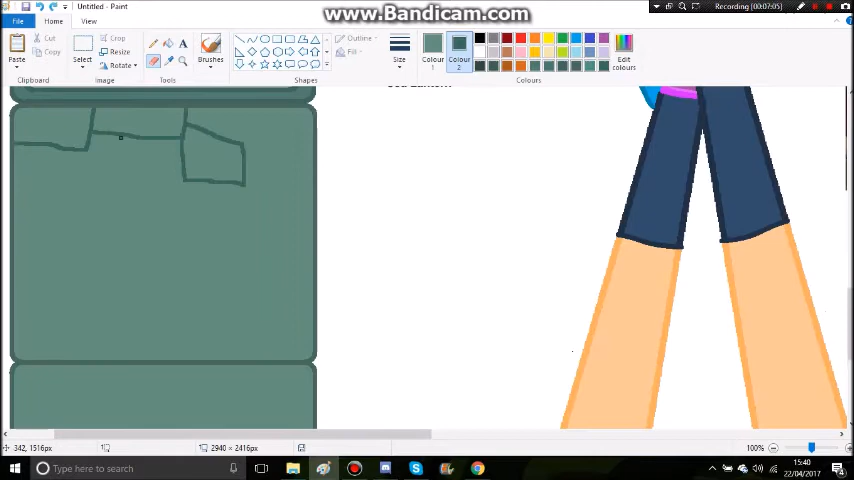 Untitled - Paint
www.Bandicam.com
Recording [00:07:05]
File
Home
View
Paste
Cut
Copy
Clipboard
Select
Crop
Resize
Rotate
Image
A
Tools
Brushes
Shapes
Outline
Fill
Size
Colour 1
Colour 2
Edit colours
Colours
342, 1516px
2940 × 2416px
100%
Type here to search
15:40
22/04/2017